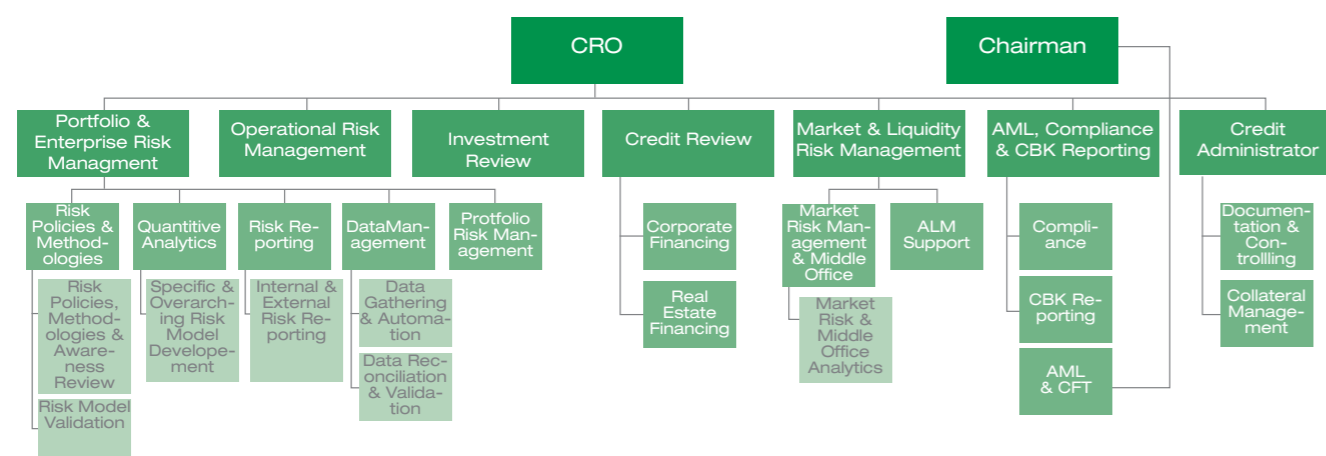 CRO
Chairman
Portfolio &
Enterprise Risk
Managment
Operational Risk
Management
Investment
Review
Credit Review
Market & Liquidity
Risk Management
AML, Compliance
& CBK Reporting
Credit
Administrator
Risk
Policies &
Method-
ologies
Quantitive
Analytics
Risk Re-
porting
DataMan-
agement
Protfolio
Risk Man-
agement
Corporate
Financing
Market
Risk Man-
agement
& Middle
Office
ALM
Support
Compli-
ance
Documen-
tation &
Con-
trollling
Risk
Policies,
Method-
ologies &
Aware-
ness
Review
Specific &
Overarch-
ing Risk
Model
Develope-
ment
Internal &
External
Risk Re-
porting
Data
Gathering
& Automa-
tion
Real
Estate
Financing
Market
Risk &
Middle
Office
Analytics
CBK Re-
porting
Collateral
Manage-
ment
Data Rec-
onciliation
& Valida-
tion
AML
& CFT
Risk Model
Validation